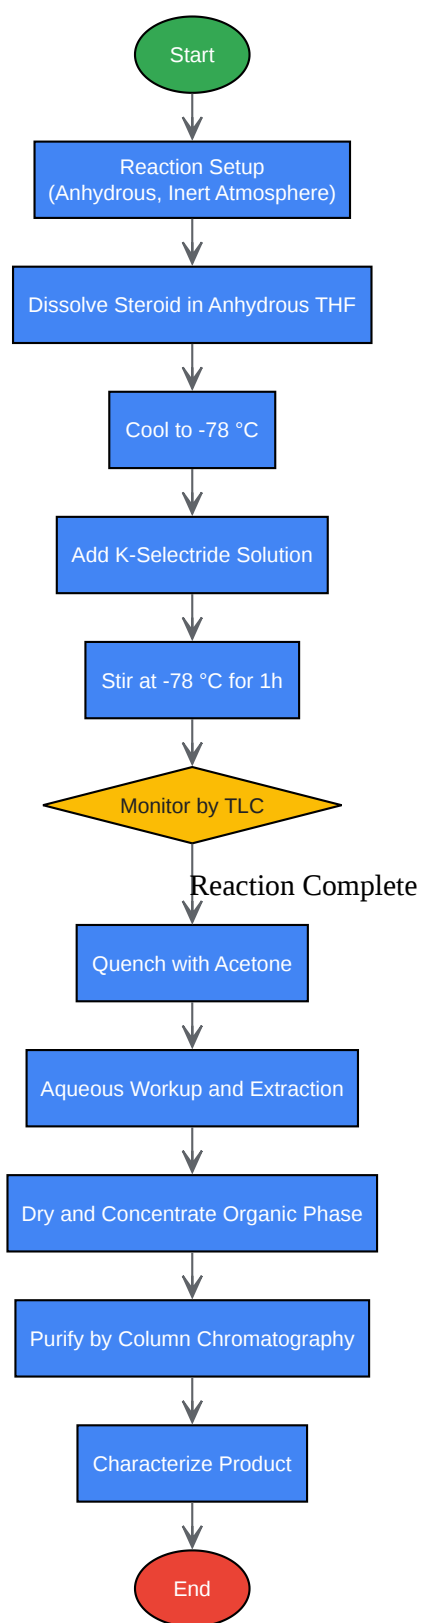 Start
Reaction Setup
(Anhydrous, Inert Atmosphere)
Dissolve Steroid in Anhydrous THF
Cool to -78 °C
Add K-Selectride Solution
Stir at -78 °C for 1h
Monitor by TLC
Reaction Complete
Quench with Acetone
Aqueous Workup and Extraction
Dry and Concentrate Organic Phase
Purify by Column Chromatography
Characterize Product
End